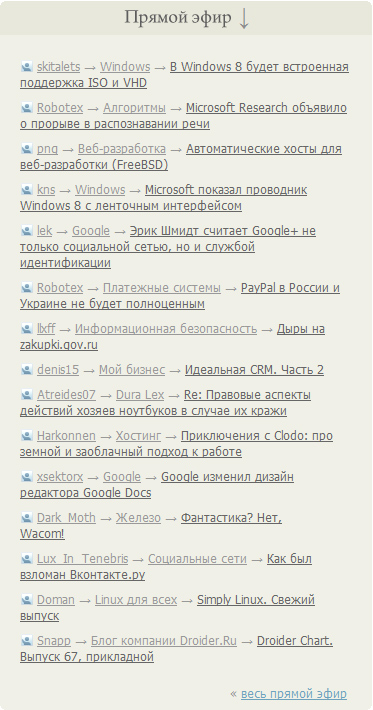 Прямой эфир ↓
skitalets → Windows → В Windows 8 будет встроенная
поддержка ISO и VHD
Robotex → Алгоритмы → Microsoft Research объявило
о прорыве в распознавании речи
png → Веб-разработка → Автоматические хосты для
веб-разработки (FreeBSD)
kns → Windows → Microsoft показал проводник
Windows 8 с ленточным интерфейсом
lek → Google → Эрик Шмидт считает Google+ не
только социальной сетью, но и службой
идентификации
Robotex → Платежные системы → PayPal в России и
Украине не будет полноценным
llxff → Информационная безопасность → Дыры на
zakupki.gov.ru
denis15 → Мой бизнес → Идеальная CRM. Часть 2
Atreides07 → Dura Lex → Re: Правовые аспекты
действий хозяев ноутбуков в случае их кражи
Harkonnen → Хостинг → Приключения с Clodo: про
земной и заоблачный подход к работе
xsektorx → Google → Google изменил дизайн
редактора Google Docs
Dark_Moth → Железо → Фантастика? Нет,
Wacom!
Lux_In_Tenebris → Социальные сети → Как был
взломан Вконтакте.ру
Doman → Linux для всех → Simply Linux. Свежий
выпуск
Snapp → Блог компании Droider.Ru → Droider Chart.
Выпуск 67, прикладной
« весь прямой эфир